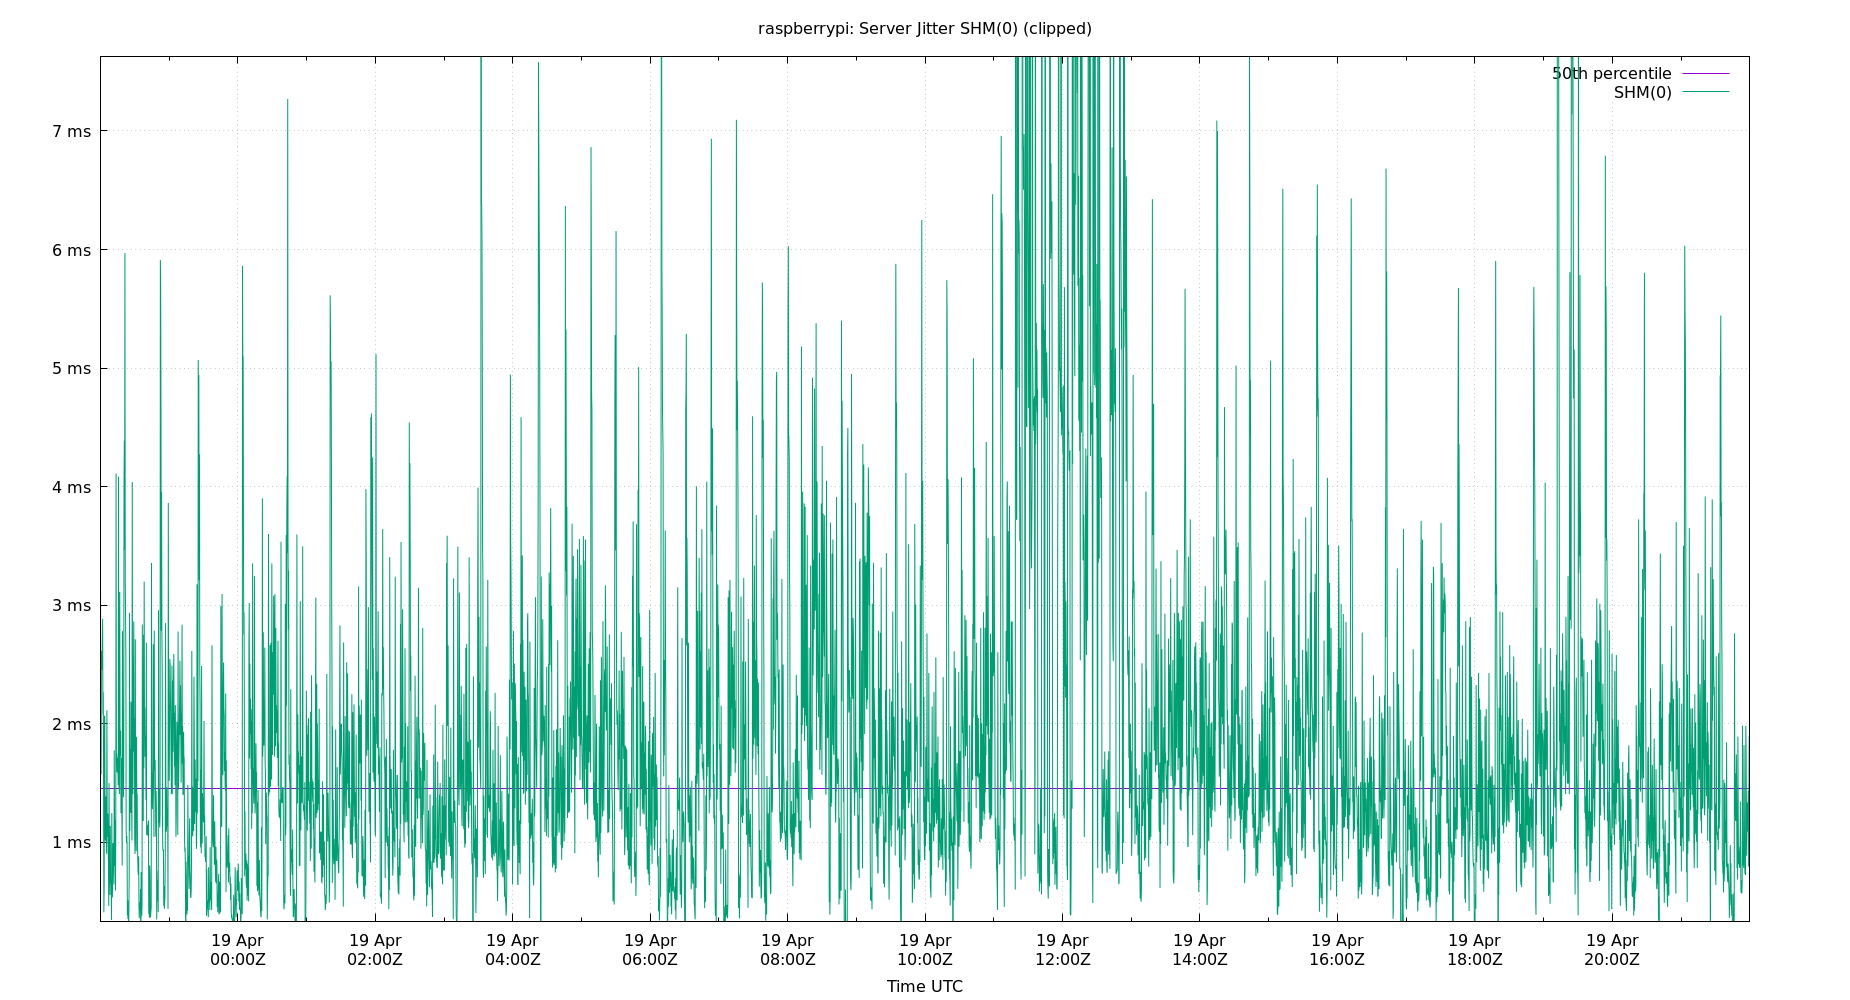 raspberrypi: Server Jitter SHM(0) (clipped)
50th percentile
SHM(0)
7 ms
6 ms
5 ms
4 ms
3 ms
2 ms
1 ms
19 Apr 19 Apr 19 Apr 19 Apr 19 Apr 19 Apr 19 Apr 19 Apr 19 Apr 19 Apr 19 Apr
00:00Z 02:00Z 04:00Z 06:00Z 08:00Z 10:00Z 12:00Z 14:00Z 16:00Z 18:00Z 20:00Z
Time UTC